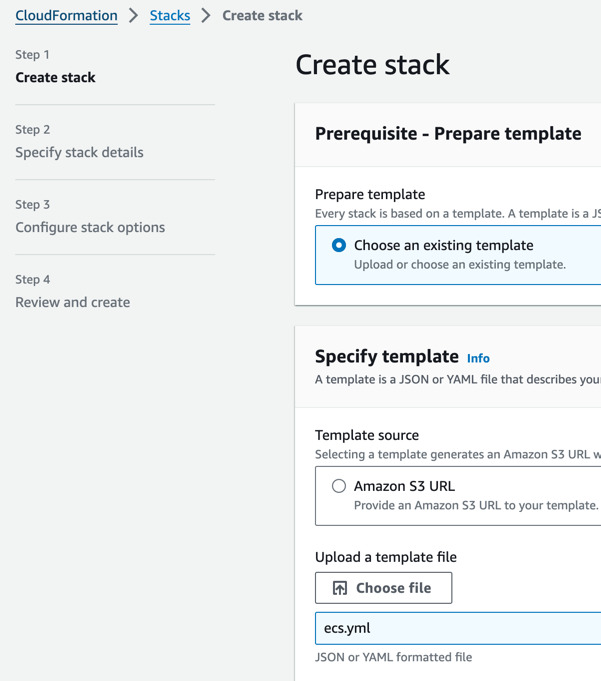 CloudFormation > Stacks > Create stack
Step 1
Create stack
Step 2
Specify stack details
Step 3
Configure stack options
Step 4
Review and create
Create stack
Prerequisite - Prepare template
Prepare template
Every stack is based on a template. A template is a JS
Choose an existing template
Upload or choose an existing template.
Specify template Info
A template is a JSON or YAML file that describes your
Template source
Selecting a template generates an Amazon S3 URL w
Amazon S3 URL
Provide an Amazon S3 URL to your template.
Upload a template file
Choose file
ecs.yml
JSON or YAML formatted file